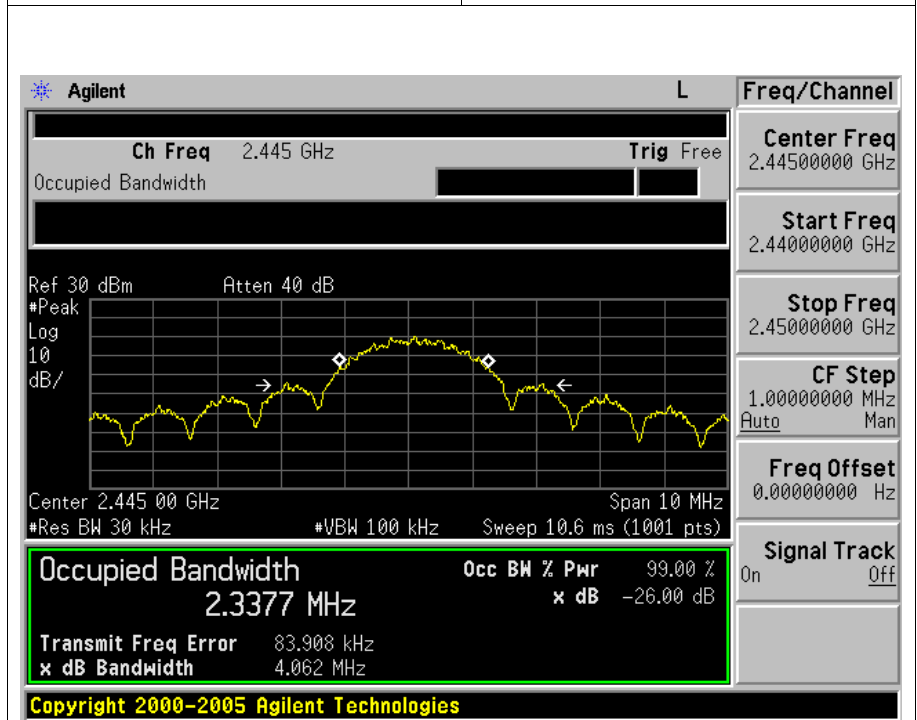 Agilent L Freq/Channel
Ch Freq 2.445 GHz Trig Free
Occupied Bandwidth
Center Freq
2.44500000 GHz
Start Freq
2.44000000 GHz
Stop Freq
2.45000000 GHz
CF Step
1.00000000 MHz
Auto Man
Freq Offset
0.00000000 Hz
Signal Track
On Off
Ref 30 dBm Atten 40 dB
#Peak
Log
10
dB/
Center 2.445 00 GHz Span 10 MHz
#Res BW 30 kHz #VBW 100 kHz Sweep 10.6 ms (1001 pts)
Occupied Bandwidth Occ BW % Pwr 99.00 %
2.3377 MHz x dB -26.00 dB
Transmit Freq Error 83.908 kHz
x dB Bandwidth 4.062 MHz
Copyright 2000-2005 Agilent Technologies